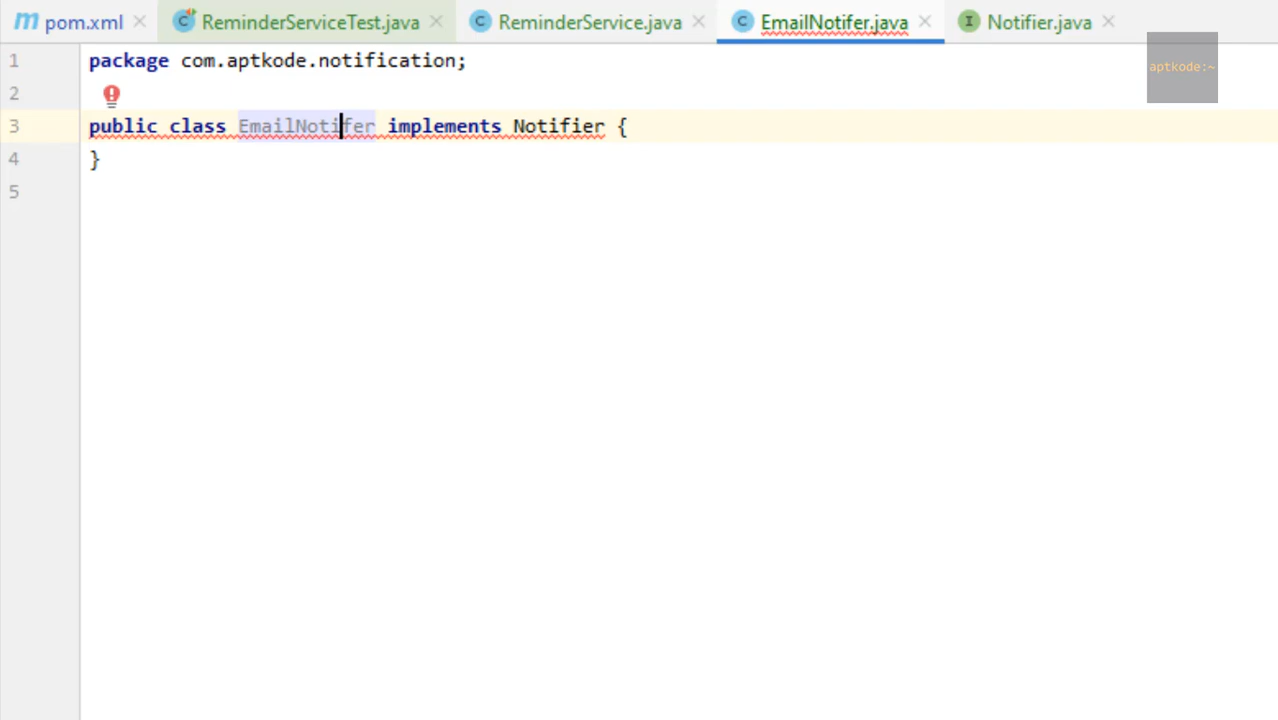 pom.xml ReminderServiceTest.java ReminderService.java EmailNotifer.java Notifier.java
aptkode:~
1 package com.aptkode.notification;
2
3 public class EmailNotifer implements Notifier {
4 }
5